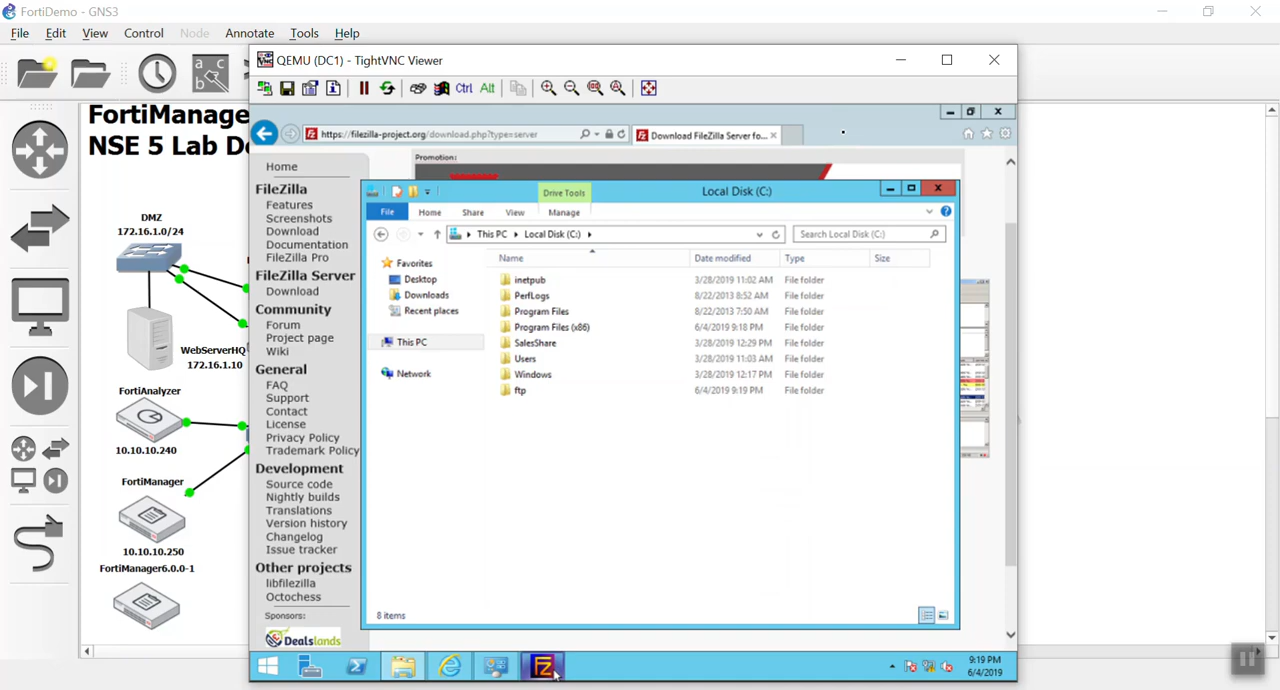 FortiDemo - GNS3
File Edit View Control Node Annotate Tools Help
FortiManage
NSE 5 Lab De
DMZ
172.16.1.0/24
WebServerHQ
172.16.1.10
FortiAnalyzer
10.10.10.240
FortiManager
10.10.10.250
FortiManager6.0.0-1
QEMU (DC1) - TightVNC Viewer
Ctrl Alt
https://filezilla-project.org/download.php?type=server
Download FileZilla Server fo...
Promotion:
Home
FileZilla
Features
Screenshots
Download
Documentation
FileZilla Pro
FileZilla Server
Download
Community
Forum
Project page
Wiki
General
FAQ
Support
Contact
License
Privacy Policy
Trademark Policy
Development
Source code
Nightly builds
Translations
Version history
Changelog
Issue tracker
Other projects
libfilezilla
Octochess
Sponsors:
Dealslands
Drive Tools
Local Disk (C:)
File Home Share View Manage
This PC Local Disk (C:)
Search Local Disk (C:)
Name Date modified Type Size
Favorites
Desktop
Downloads
Recent places
This PC
Network
inetpub 3/28/2019 11:02 AM File folder
PerfLogs 8/22/2013 8:52 AM File folder
Program Files 8/22/2013 7:50 AM File folder
Program Files (x86) 6/4/2019 9:18 PM File folder
SalesShare 3/28/2019 12:29 PM File folder
Users 3/28/2019 11:03 AM File folder
Windows 3/28/2019 12:17 PM File folder
ftp 6/4/2019 9:19 PM File folder
8 items
9:19 PM
6/4/2019